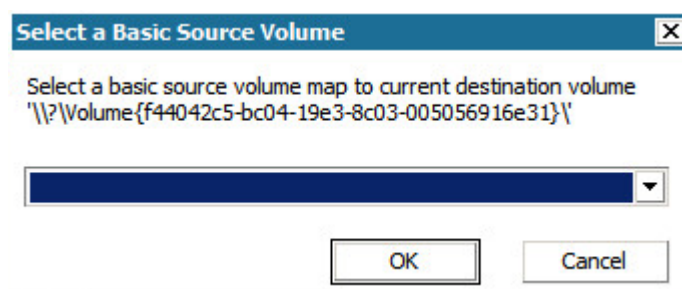 Select a Basic Source Volume
Select a basic source volume map to current destination volume
'\\?\Volume{f44042c5-bc04-19e3-8c03-005056916e31}\'
OK
Cancel